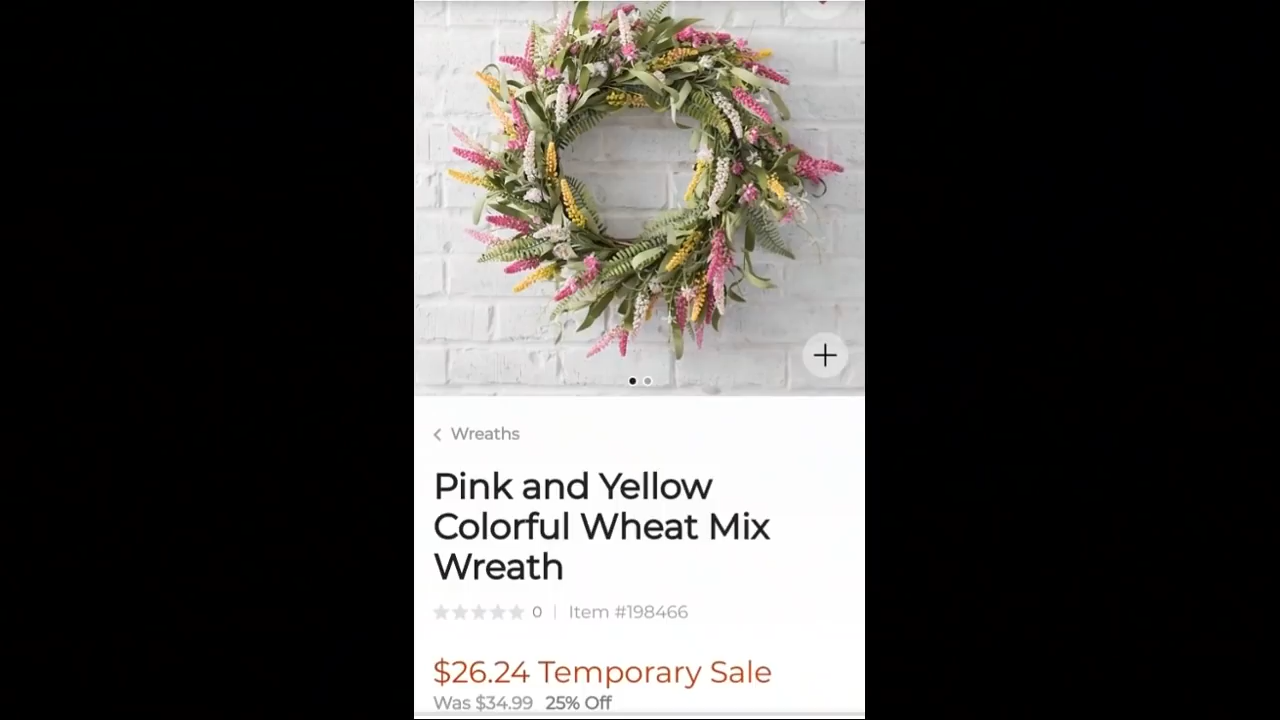 Wreaths
Pink and Yellow
Colorful Wheat Mix
Wreath
0 | Item #198466
$26.24 Temporary Sale
Was $34.99 25% Off